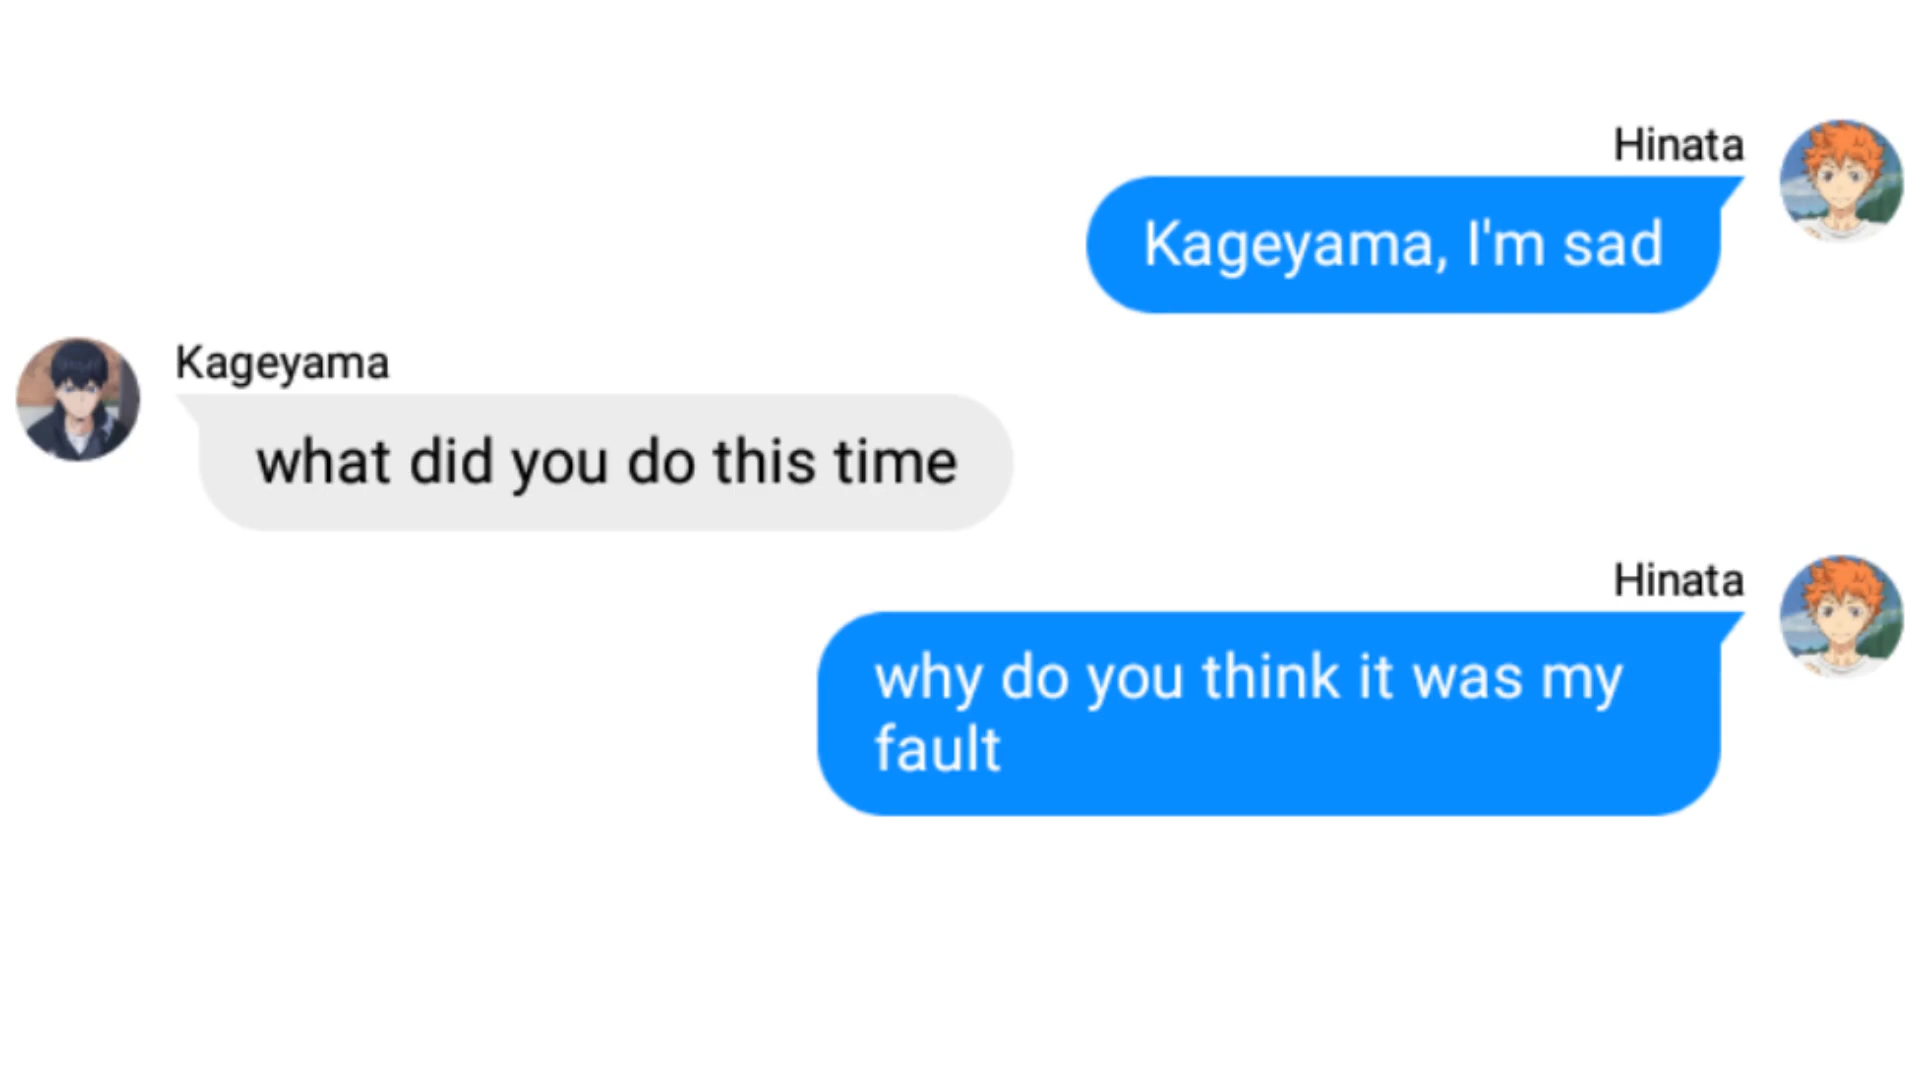 Hinata
Kageyama, I'm sad
Kageyama
what did you do this time
Hinata
why do you think it was my
fault